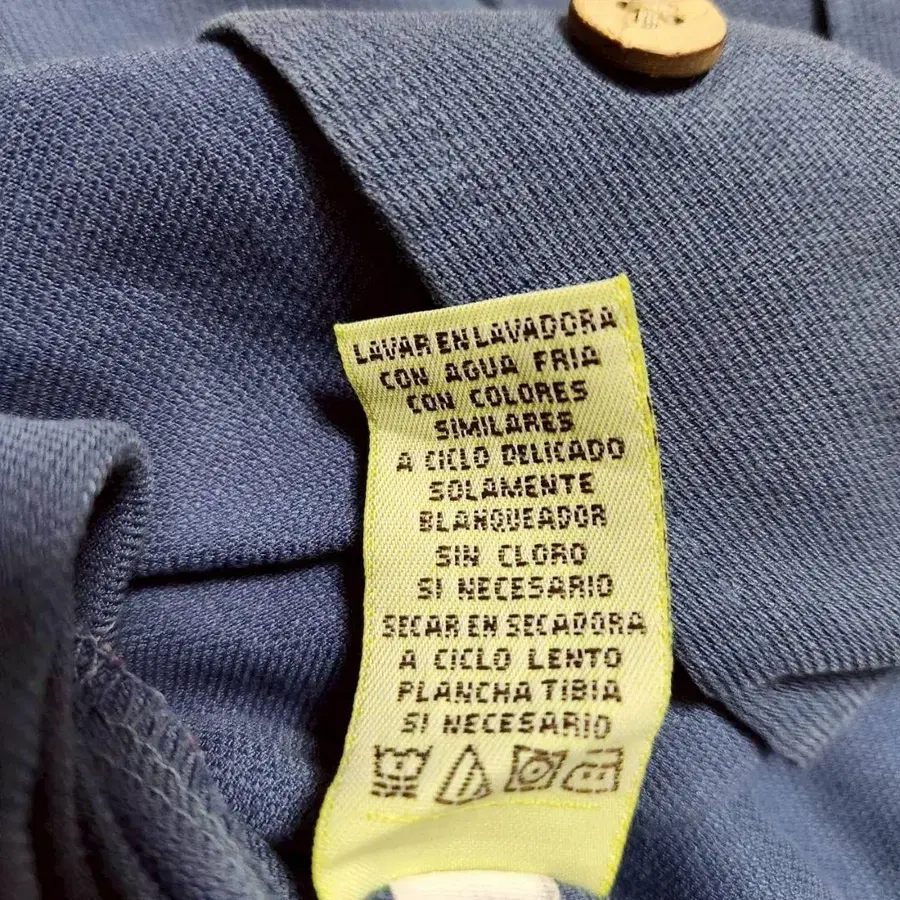 LAVAR EN LAVADORA
CON AGUA FRIA
CON COLORES
SIMILARES
A CICLO DELICADO
SOLAMENTE
BLANQUEADOR
SIN CLORO
SI NECESARIO
SECAR EN SECADORA
A CICLO LENTO
PLANCHA TIBIA
SI NECESARIO